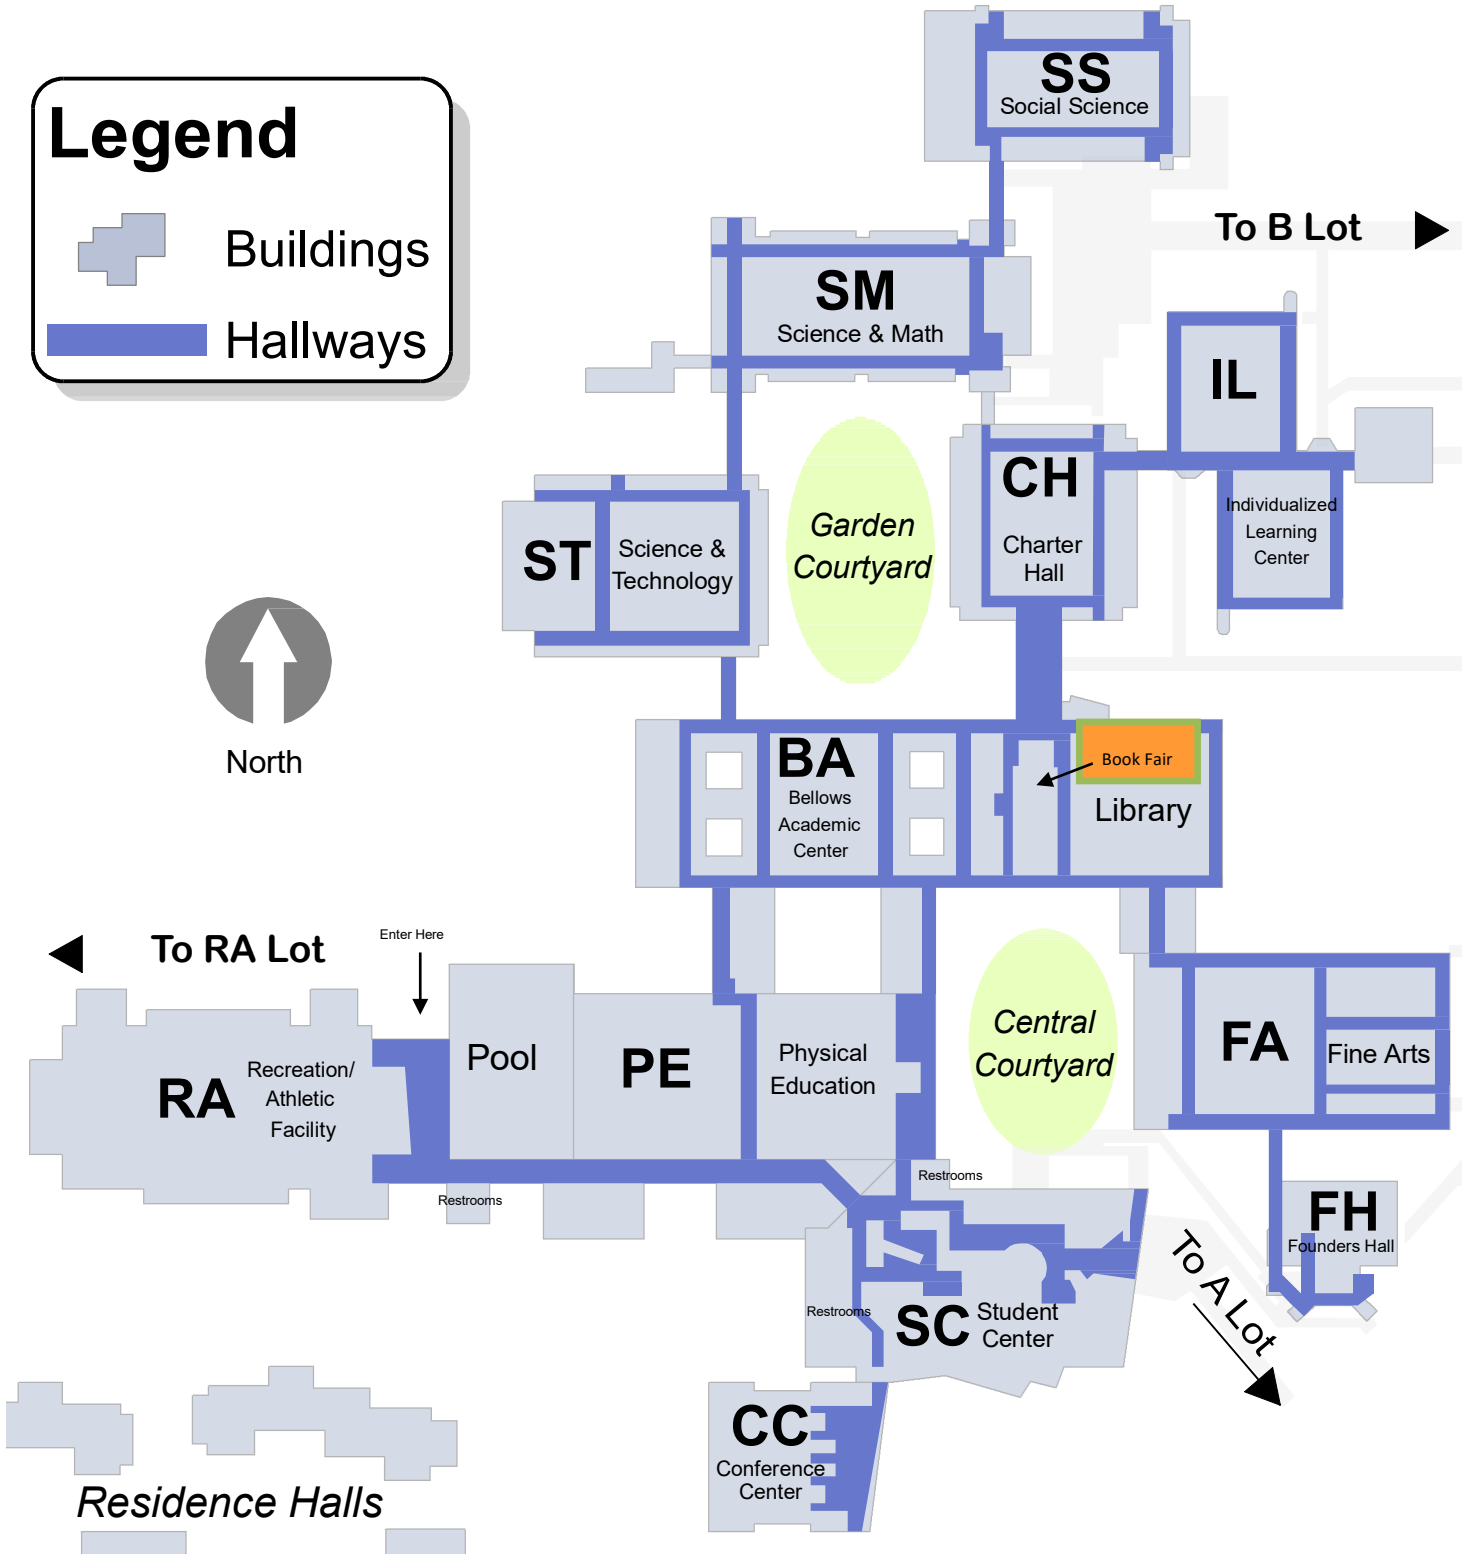 Legend
Buildings
Hallways
North
SS
Social Science
To B Lot
SM
Science & Math
IL
Individualized
Learning
Center
CH
Charter
Hall
Garden
Courtyard
ST
Science &
Technology
BA
Bellows
Academic
Center
Book Fair
Library
To RA Lot
Enter Here
RA
Recreation/
Athletic
Facility
Pool
PE
Physical
Education
Central
Courtyard
FA
Fine Arts
Restrooms
Restrooms
Restrooms
FH
Founders Hall
To A Lot
SC
Student
Center
CC
Conference
Center
Residence Halls